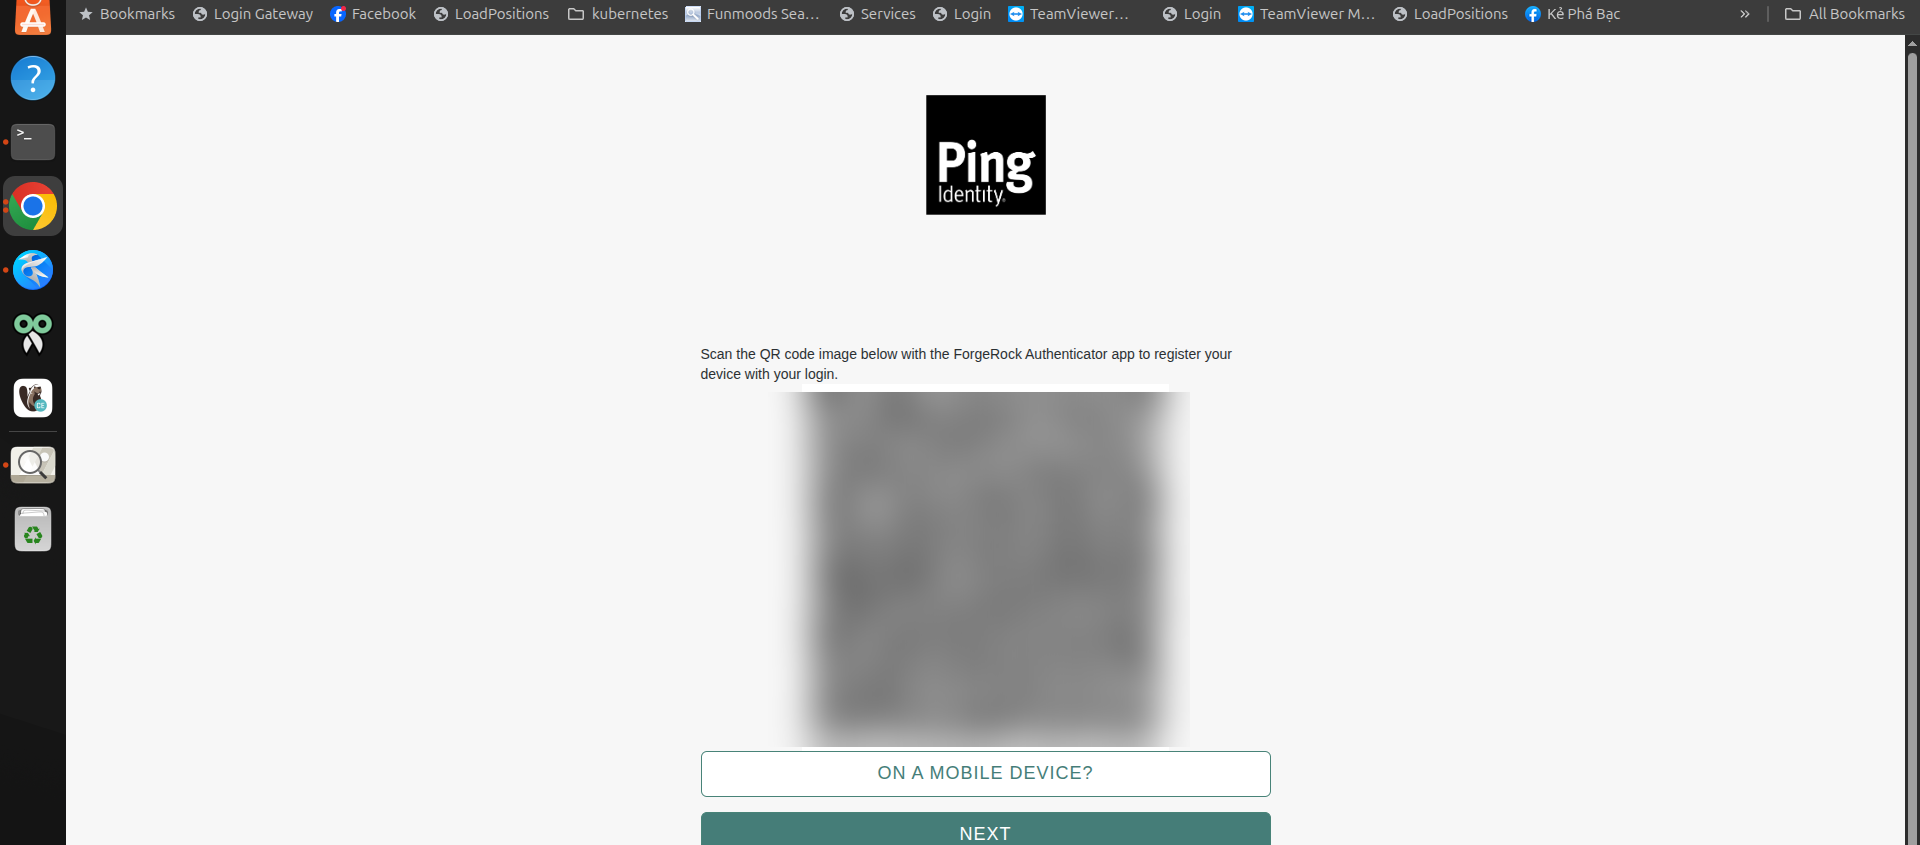 Bookmarks Login Gateway Facebook LoadPositions kubernetes Funmoods Sea... Services Login TeamViewer... Login TeamViewer M... LoadPositions Kẻ Phá Bạc » All Bookmarks
Ping
Identity
Scan the QR code image below with the ForgeRock Authenticator app to register your
device with your login.
ON A MOBILE DEVICE?
NEXT